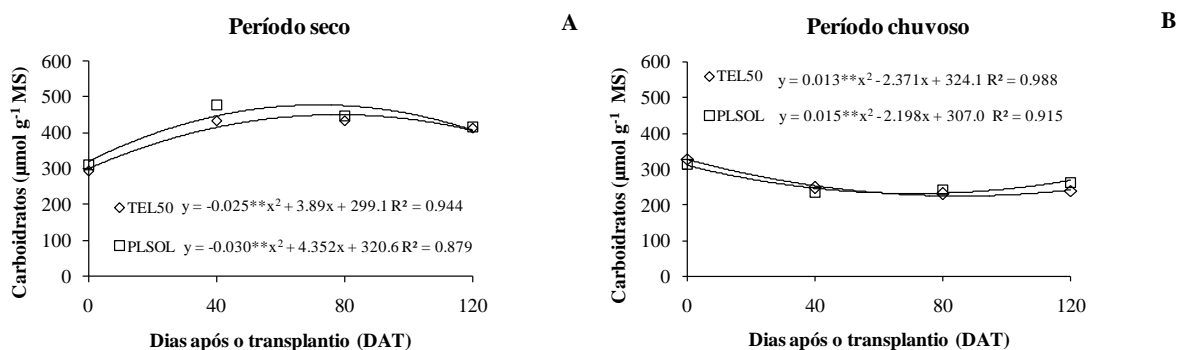 Período seco
A
Carboidratos (µmol g⁻¹ MS)
600
500
400
300
200
100
0
TEL50 y = -0.025**x² + 3.89x + 299.1 R² = 0.944
PLSOL y = -0.030**x² + 4.352x + 320.6 R² = 0.879
0 40 80 120
Dias após o transplantio (DAT)
Período chuvoso
B
Carboidratos (µmol g⁻¹ MS)
600
500
400
300
200
100
0
TEL50 y = 0.013**x² - 2.371x + 324.1 R² = 0.988
PLSOL y = 0.015**x² - 2.198x + 307.0 R² = 0.915
0 40 80 120
Dias após o transplantio (DAT)